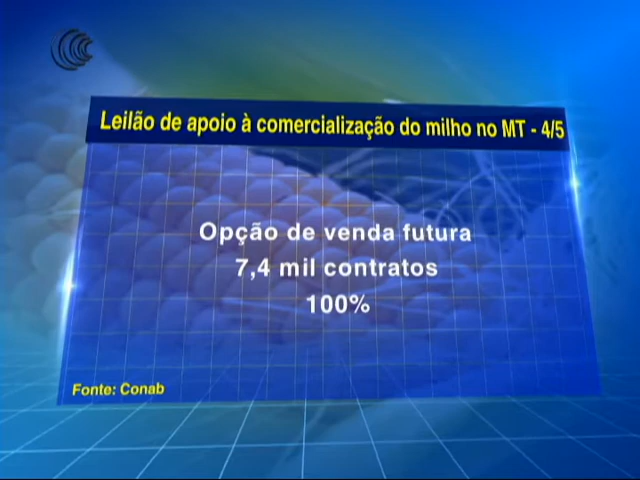 Leilão de apoio à comercialização do milho no MT - 4/5
Opção de venda futura
7,4 mil contratos
100%
Fonte: Conab